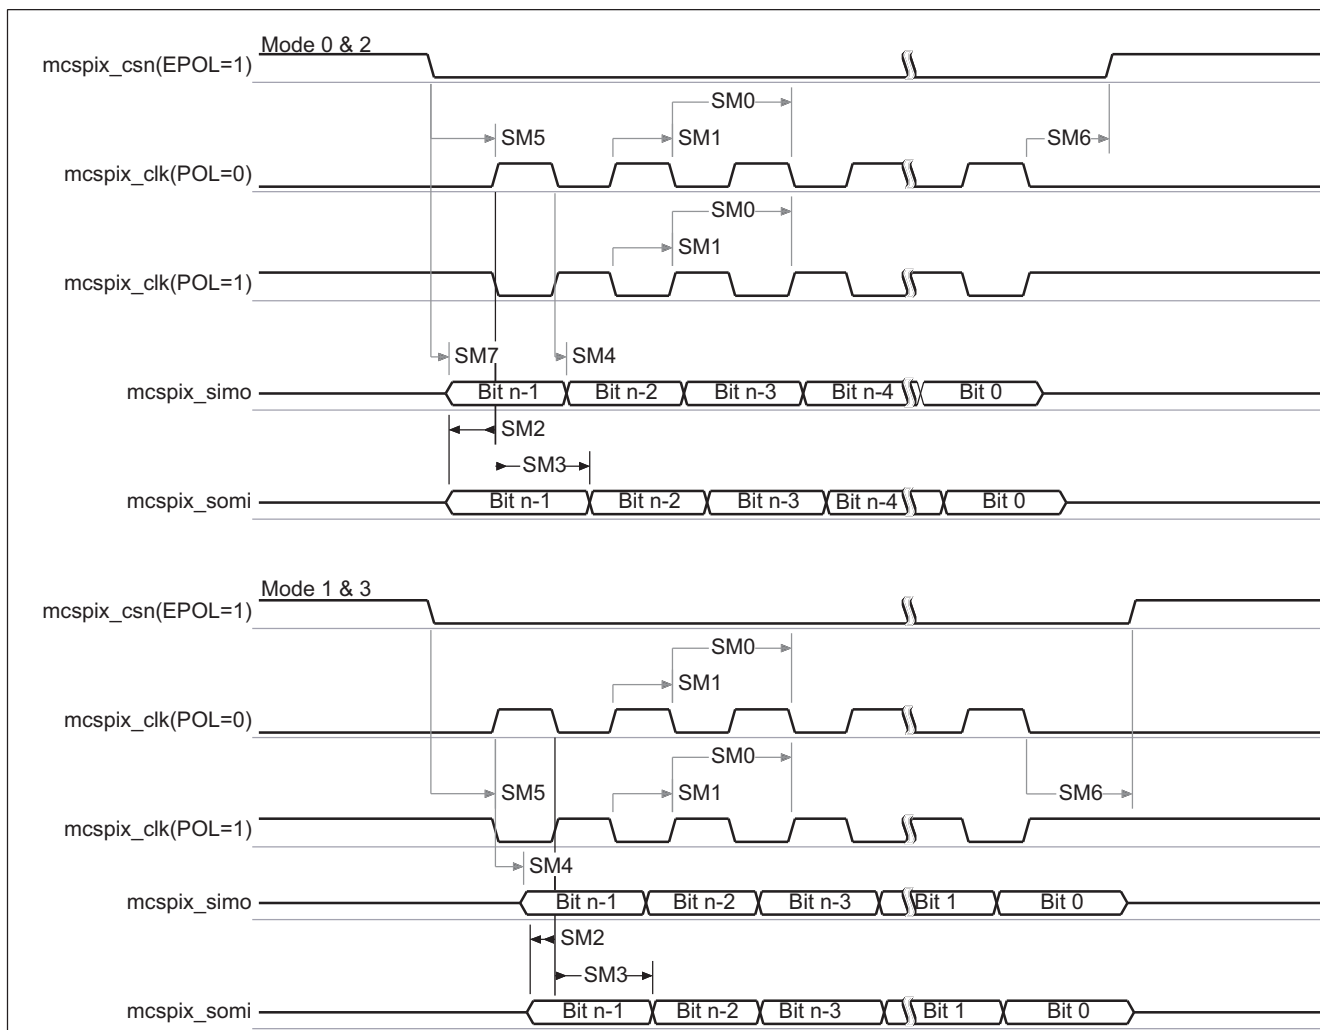 Mode 0 & 2
mcspix_csn(EPOL=1)
SM0
SM5
SM1
SM6
mcspix_clk(POL=0)
SM0
SM1
mcspix_clk(POL=1)
SM7
SM4
mcspix_simo
Bit n-1
Bit n-2
Bit n-3
Bit n-4
Bit 0
SM2
SM3
mcspix_somi
Bit n-1
Bit n-2
Bit n-3
Bit n-4
Bit 0
Mode 1 & 3
mcspix_csn(EPOL=1)
SM0
SM1
mcspix_clk(POL=0)
SM0
SM5
SM1
SM6
mcspix_clk(POL=1)
SM4
mcspix_simo
Bit n-1
Bit n-2
Bit n-3
Bit 1
Bit 0
SM2
SM3
mcspix_somi
Bit n-1
Bit n-2
Bit n-3
Bit 1
Bit 0